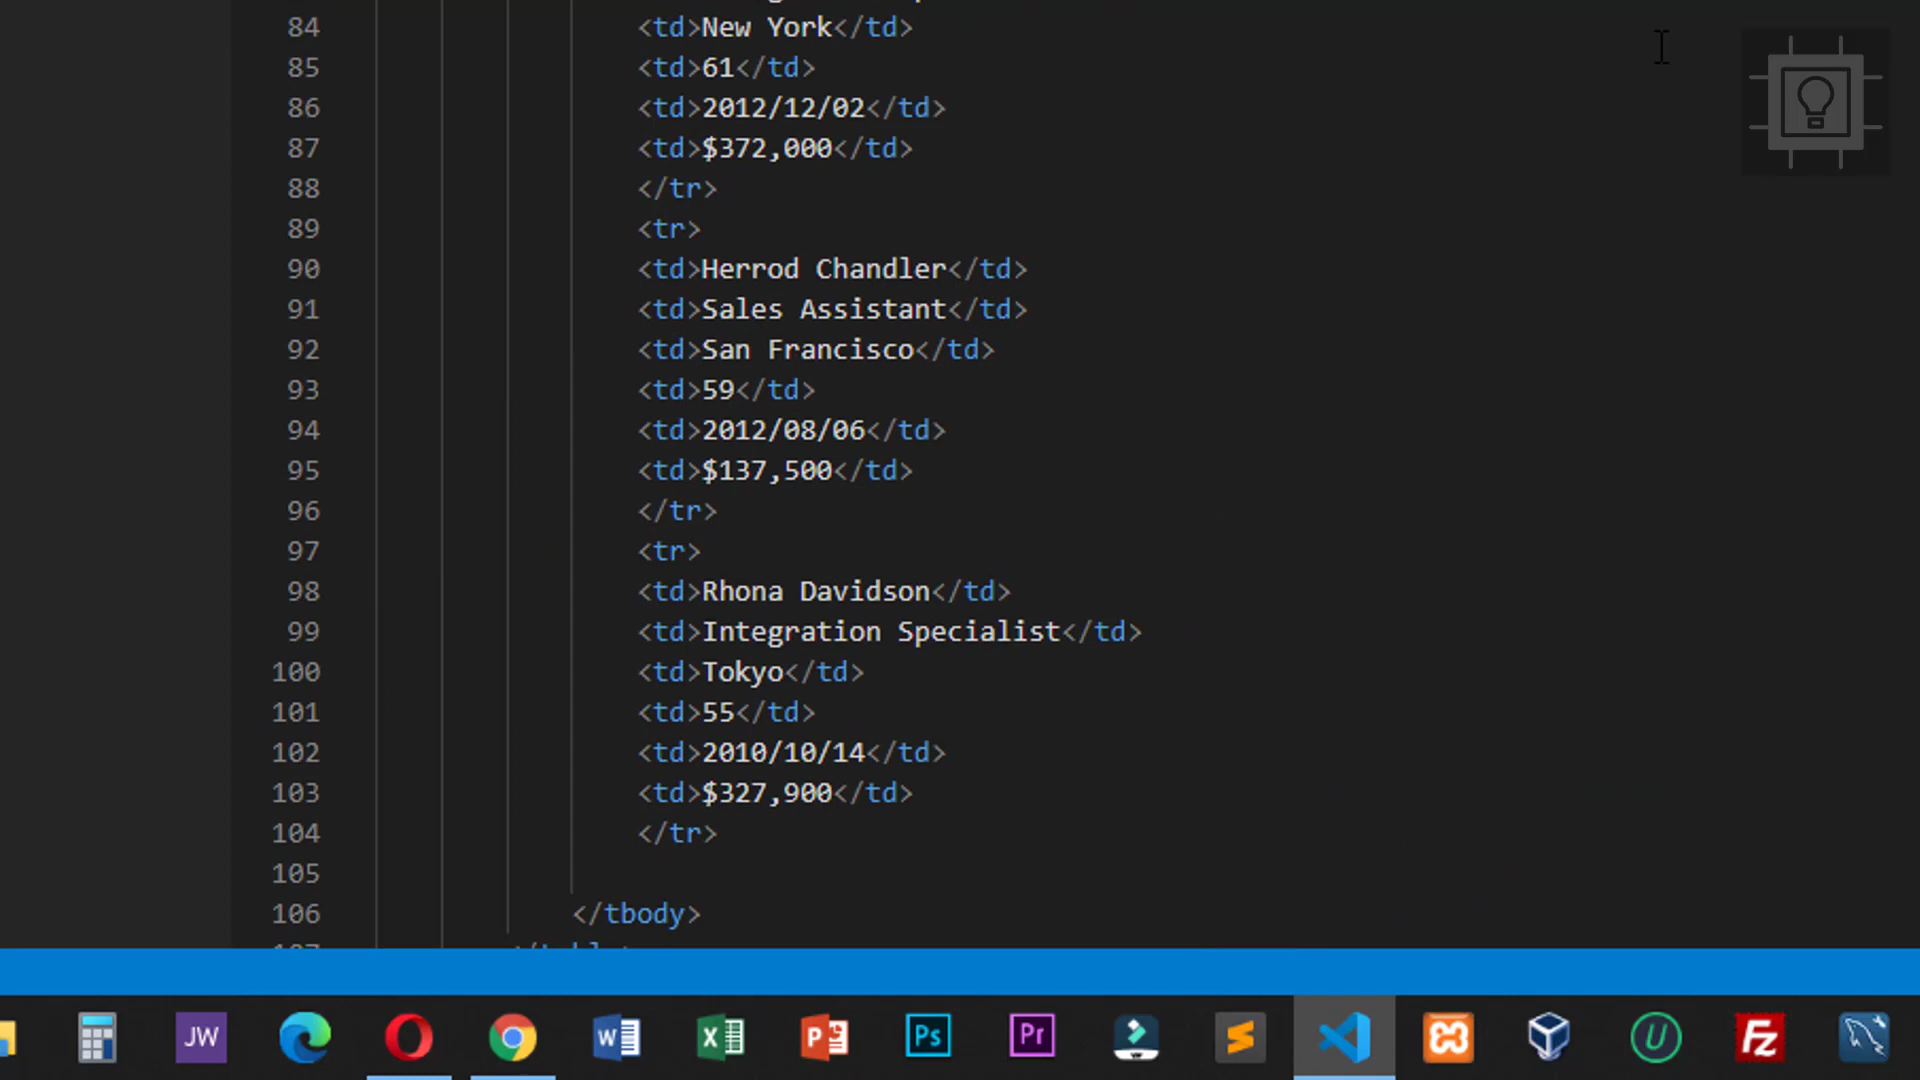 84 <td>New York</td>
85 <td>61</td>
86 <td>2012/12/02</td>
87 <td>$372,000</td>
88 </tr>
89 <tr>
90 <td>Herrod Chandler</td>
91 <td>Sales Assistant</td>
92 <td>San Francisco</td>
93 <td>59</td>
94 <td>2012/08/06</td>
95 <td>$137,500</td>
96 </tr>
97 <tr>
98 <td>Rhona Davidson</td>
99 <td>Integration Specialist</td>
100 <td>Tokyo</td>
101 <td>55</td>
102 <td>2010/10/14</td>
103 <td>$327,900</td>
104 </tr>
105
106 </tbody>
JW W X P Ps Pr S U Fz